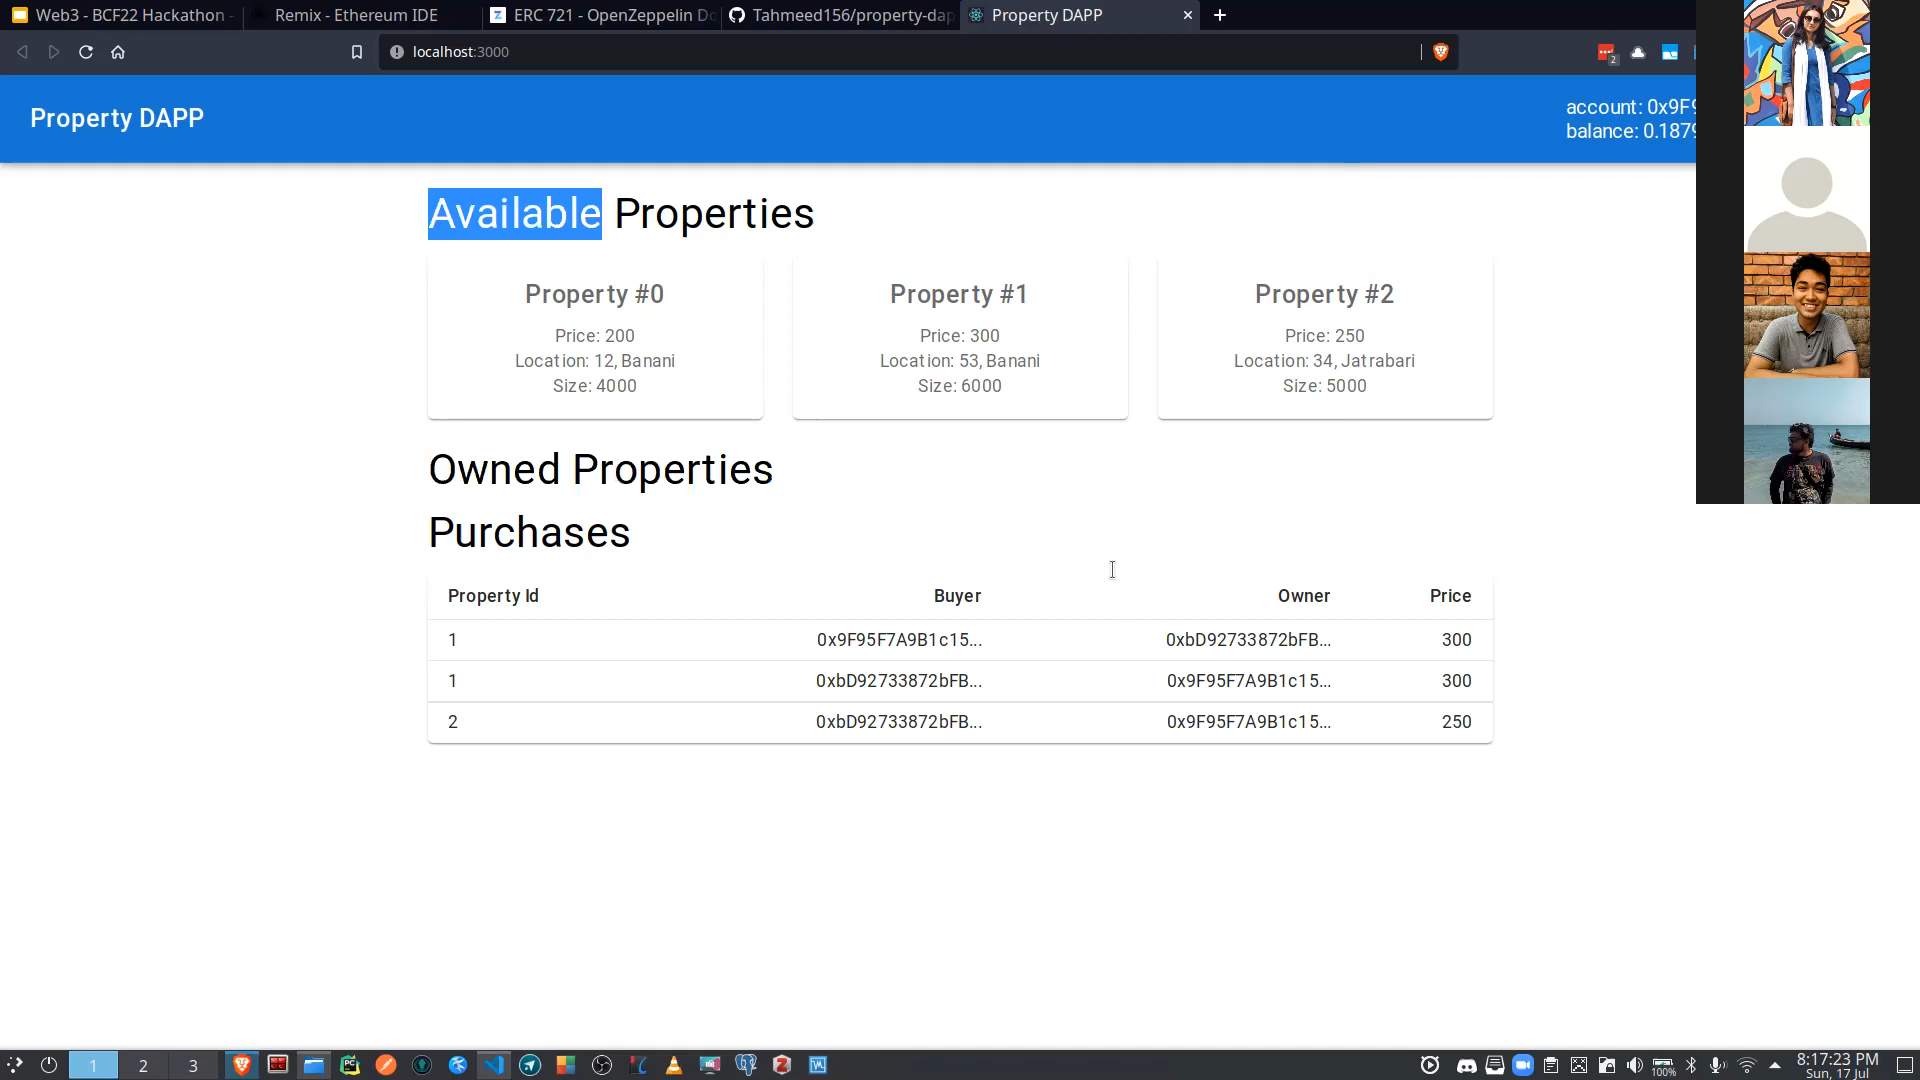 Web3 - BCF22 Hackathon -
Remix - Ethereum IDE
ERC 721 - OpenZeppelin Do
Tahmeed156/property-dap
Property DAPP
localhost:3000
2
Property DAPP
account: 0x9F9
balance: 0.1879
Available Properties
Property #0
Price: 200
Location: 12, Banani
Size: 4000
Property #1
Price: 300
Location: 53, Banani
Size: 6000
Property #2
Price: 250
Location: 34, Jatrabari
Size: 5000
Owned Properties
Purchases
Property Id Buyer Owner Price
1 0x9F95F7A9B1c15... 0xbD92733872bFB... 300
1 0xbD92733872bFB... 0x9F95F7A9B1c15... 300
2 0xbD92733872bFB... 0x9F95F7A9B1c15... 250
1 2 3
100%
8:17:23 PM
Sun, 17 Jul